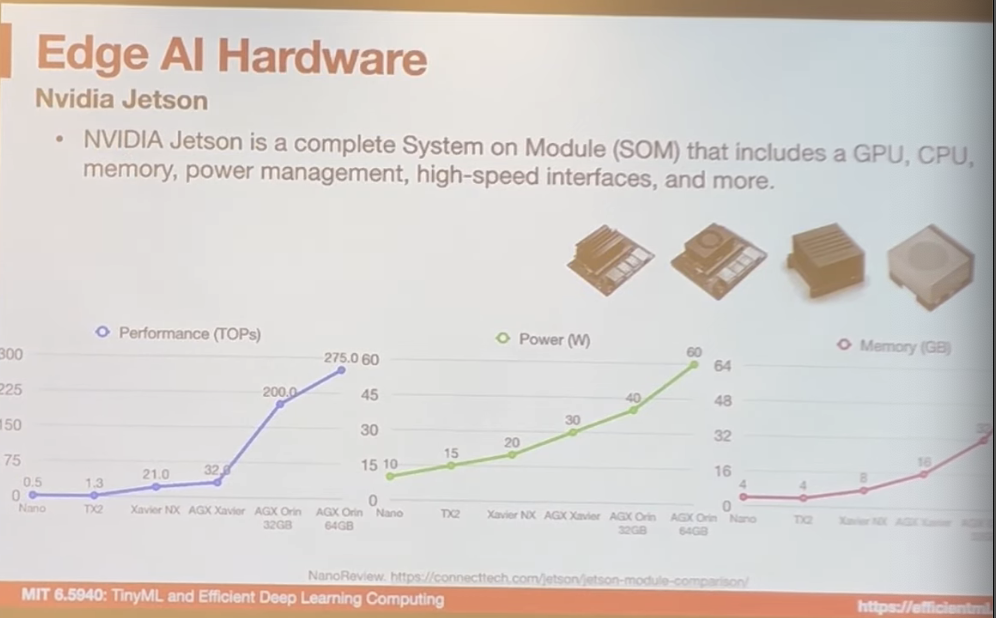 Edge AI Hardware
Nvidia Jetson
• NVIDIA Jetson is a complete System on Module (SOM) that includes a GPU, CPU,
memory, power management, high-speed interfaces, and more.
Performance (TOPs)
300
225
150
75
0
0.5
1.3
21.0
32.0
200.0
275.0
Nano
TX2
Xavier NX
AGX Xavier
AGX Orin
32GB
AGX Orin
64GB
Power (W)
60
45
30
15
0
10
15
20
30
40
60
Nano
TX2
Xavier NX
AGX Xavier
AGX Orin
32GB
AGX Orin
64GB
Memory (GB)
64
48
32
16
0
4
4
8
16
32
Nano
TX2
Xavier NX
AGX Xavier
NanoReview. https://connecttech.com/jetson/jetson-module-comparison/
MIT 6.5940: TinyML and Efficient Deep Learning Computing
https://efficientml